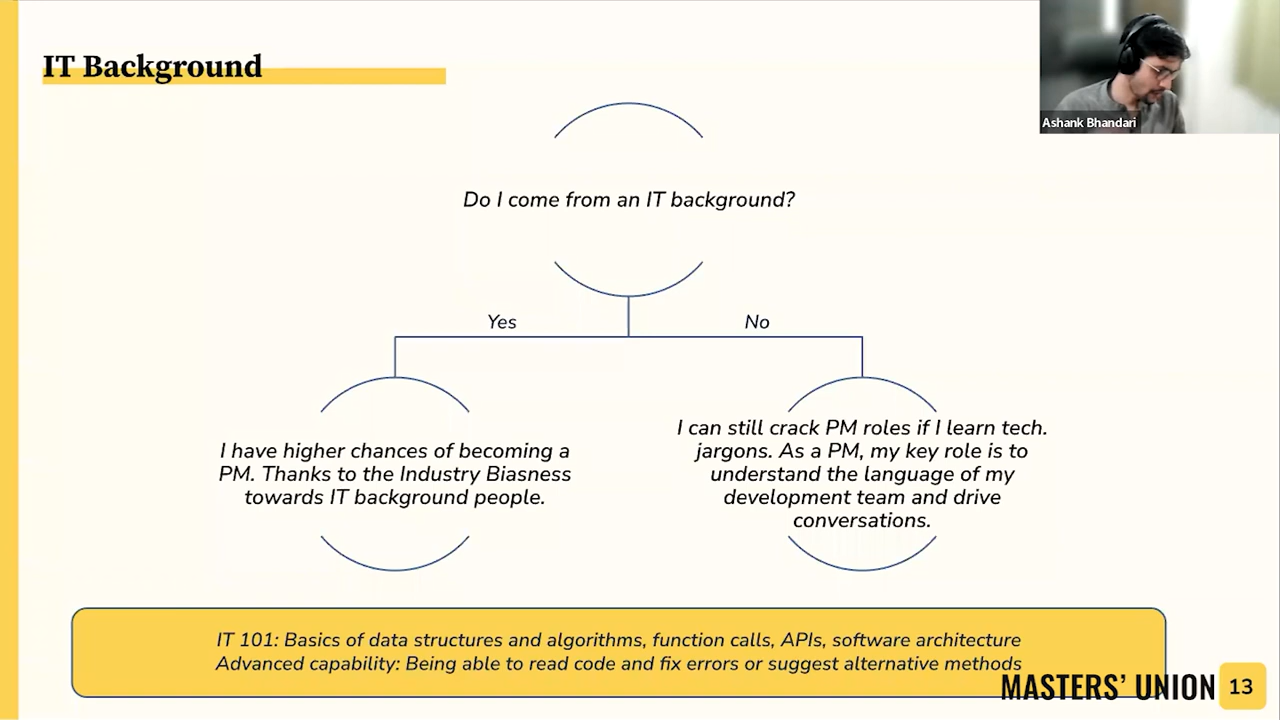 IT Background
Ashank Bhandari
Do I come from an IT background?
Yes
No
I have higher chances of becoming a
PM. Thanks to the Industry Biasness
towards IT background people.
I can still crack PM roles if I learn tech.
jargons. As a PM, my key role is to
understand the language of my
development team and drive
conversations.
IT 101: Basics of data structures and algorithms, function calls, APIs, software architecture
Advanced capability: Being able to read code and fix errors or suggest alternative methods
MASTERS' UNION
13